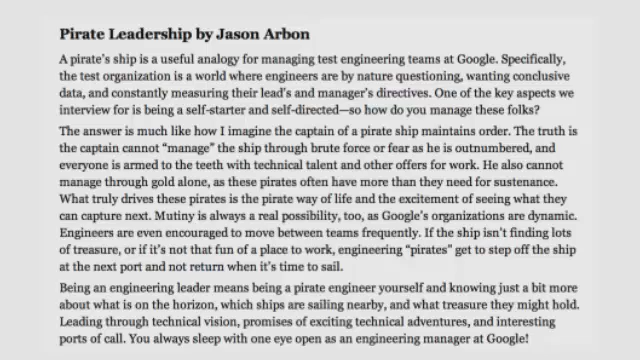 Pirate Leadership by Jason Arbon
A pirate's ship is a useful analogy for managing test engineering teams at Google. Specifically,
the test organization is a world where engineers are by nature questioning, wanting conclusive
data, and constantly measuring their lead's and manager's directives. One of the key aspects we
interview for is being a self-starter and self-directed—so how do you manage these folks?
The answer is much like how I imagine the captain of a pirate ship maintains order. The truth is
the captain cannot "manage" the ship through brute force or fear as he is outnumbered, and
everyone is armed to the teeth with technical talent and other offers for work. He also cannot
manage through gold alone, as these pirates often have more than they need for sustenance.
What truly drives these pirates is the pirate way of life and the excitement of seeing what they
can capture next. Mutiny is always a real possibility, too, as Google's organizations are dynamic.
Engineers are even encouraged to move between teams frequently. If the ship isn't finding lots
of treasure, or if it's not that fun of a place to work, engineering "pirates" get to step off the ship
at the next port and not return when it's time to sail.
Being an engineering leader means being a pirate engineer yourself and knowing just a bit more
about what is on the horizon, which ships are sailing nearby, and what treasure they might hold.
Leading through technical vision, promises of exciting technical adventures, and interesting
ports of call. You always sleep with one eye open as an engineering manager at Google!